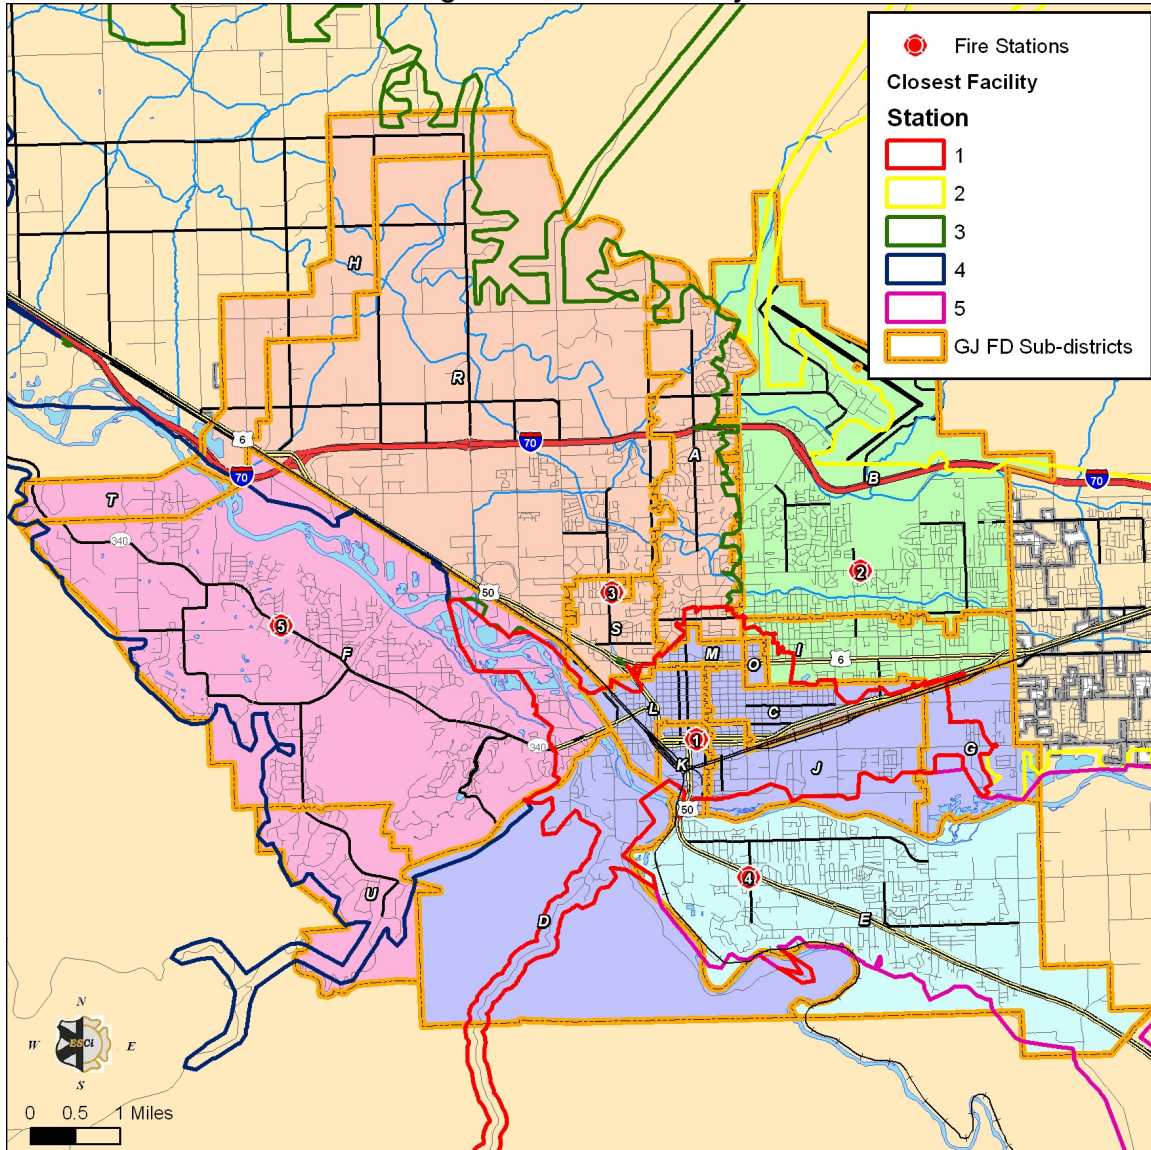 Fire Stations
Closest Facility
Station
1
2
3
4
5
GJ FD Sub-districts
H
R
6
70
70
A
B
70
T
340
2
50
3
5
S
F
I
6
M
O
L
C
340
1
G
K
J
50
4
U
D
E
N
W
ESCi
E
S
0 0.5 1 Miles